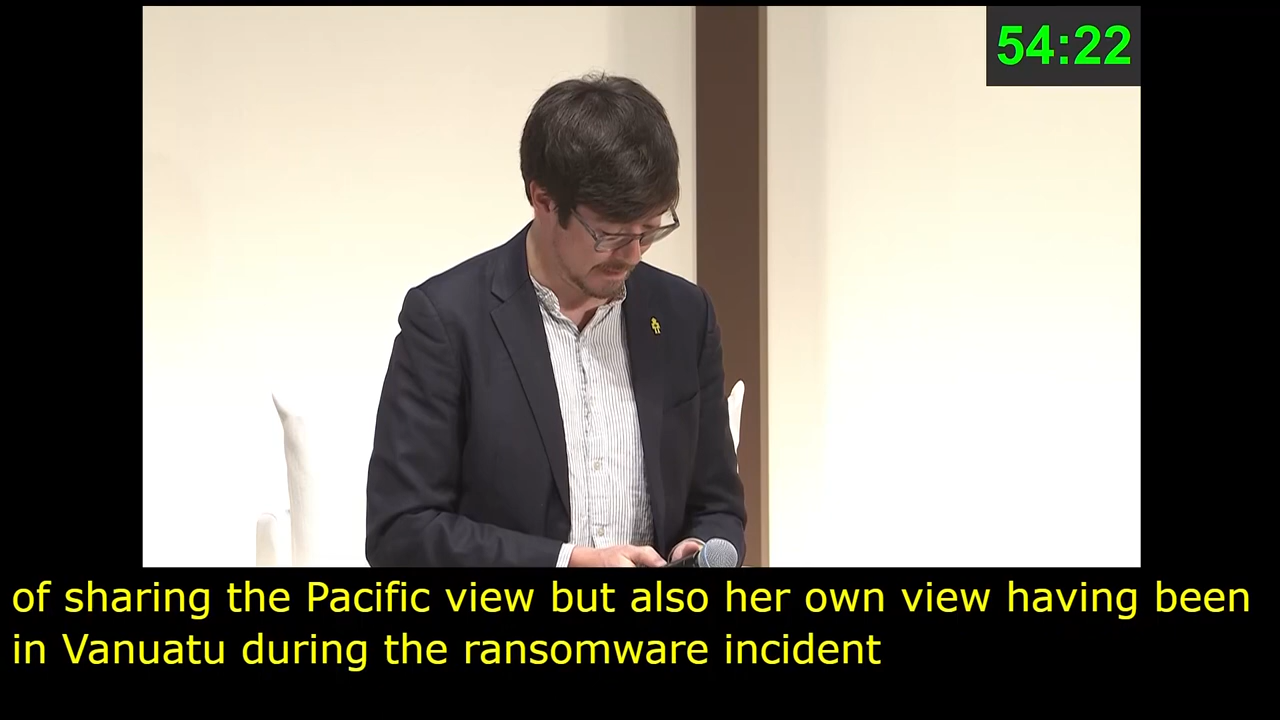 54:22
of sharing the Pacific view but also her own view having been
in Vanuatu during the ransomware incident